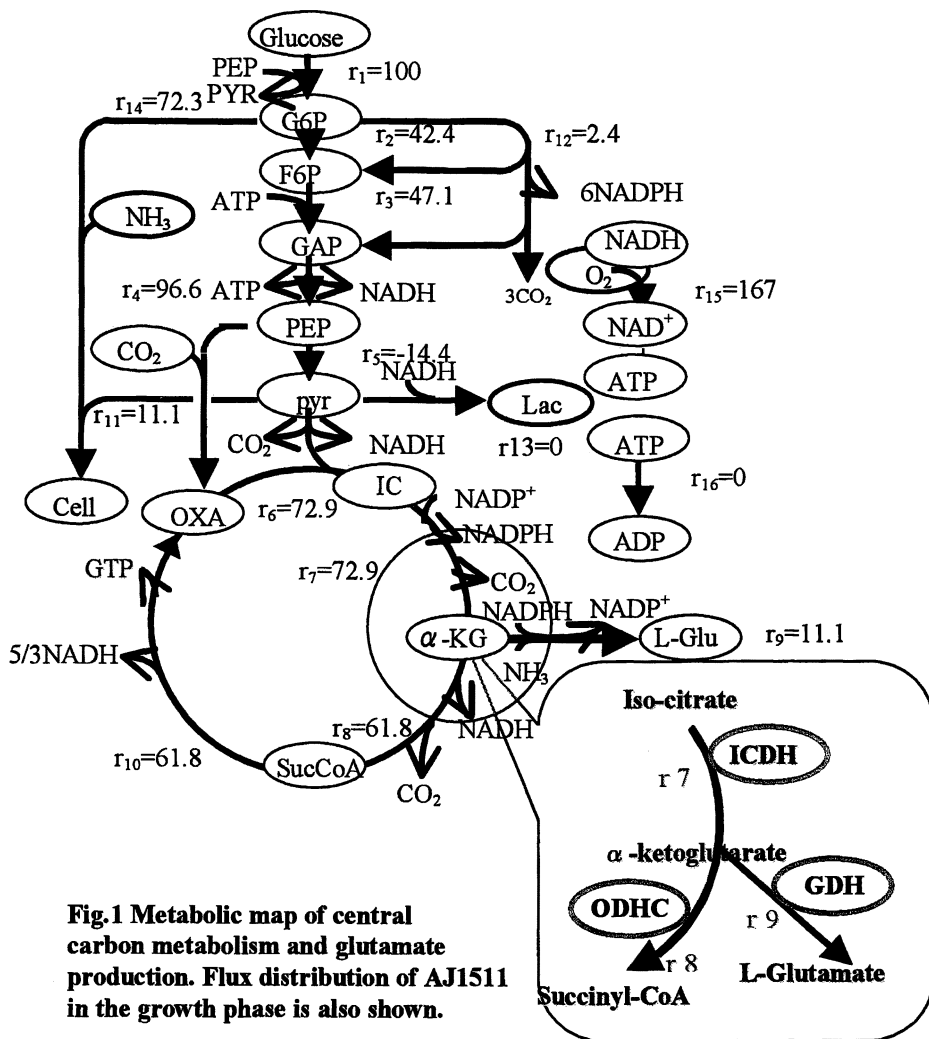 Glucose
PEP
r₁=100
PYR
r₁₄=72.3
G6P
r₂=42.4
r₁₂=2.4
F6P
ATP
r₃=47.1
6NADPH
NH₃
GAP
NADH
O₂
r₄=96.6
ATP
NADH
3CO₂
r₁₅=167
PEP
NAD⁺
CO₂
r₅=-14.4
NADH
ATP
pyr
Lac
r₁₁=11.1
CO₂
NADH
r13=0
ATP
IC
NADP⁺
r₁₆=0
Cell
OXA
r₆=72.9
NADPH
ADP
GTP
r₇=72.9
CO₂
NADPH
NADP⁺
α-KG
L-Glu
r₉=11.1
5/3NADH
NH₃
NADH
r₈=61.8
r₁₀=61.8
SucCoA
CO₂
Iso-citrate
ICDH
r 7
α-ketoglutarate
GDH
ODHC
r 9
r 8
L-Glutamate
Succinyl-CoA
Fig.1 Metabolic map of central
carbon metabolism and glutamate
production. Flux distribution of AJ1511
in the growth phase is also shown.